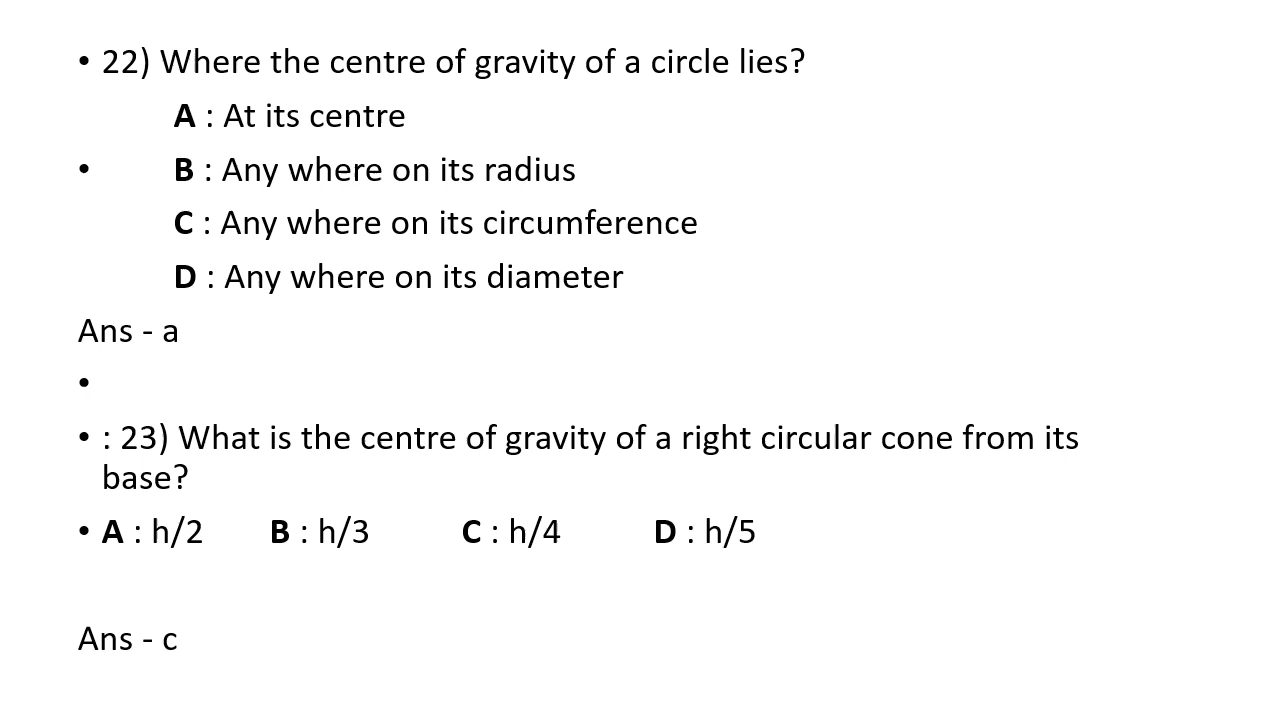 • 22) Where the centre of gravity of a circle lies?
A : At its centre
• B : Any where on its radius
C : Any where on its circumference
D : Any where on its diameter
Ans - a
•
• : 23) What is the centre of gravity of a right circular cone from its
base?
• A : h/2 B : h/3 C : h/4 D : h/5
Ans - c